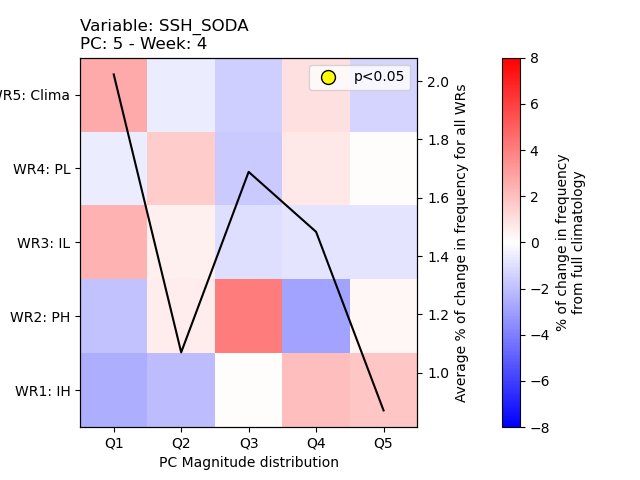 Variable: SSH_SODA
PC: 5 - Week: 4
p<0.05
WR5: Clima
WR4: PL
WR3: IL
WR2: PH
WR1: IH
Q1 Q2 Q3 Q4 Q5
PC Magnitude distribution
2.0
1.8
1.6
1.4
1.2
1.0
Average % of change in frequency for all WRs
8
6
4
2
0
−2
−4
−6
−8
% of change in frequency
from full climatology